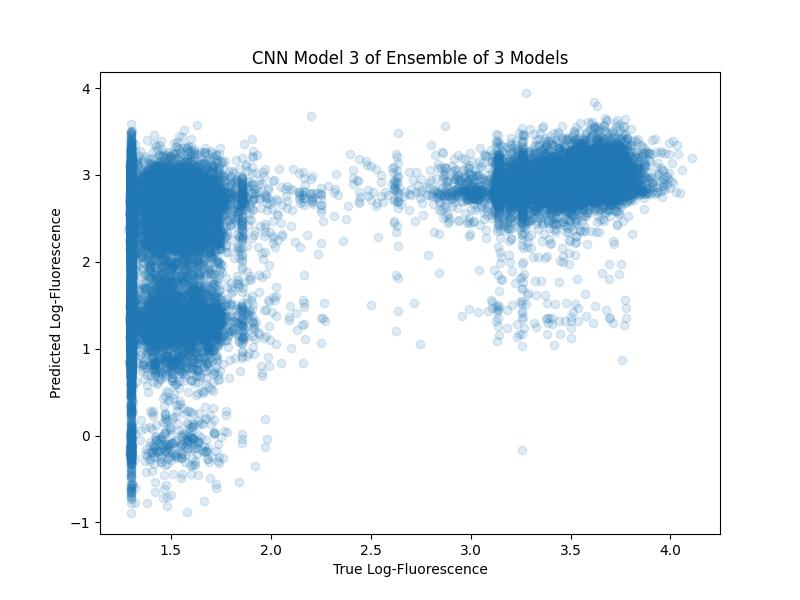 CNN Model 3 of Ensemble of 3 Models
4
3
2
1
0
−1
Predicted Log-Fluorescence
1.5 2.0 2.5 3.0 3.5 4.0
True Log-Fluorescence